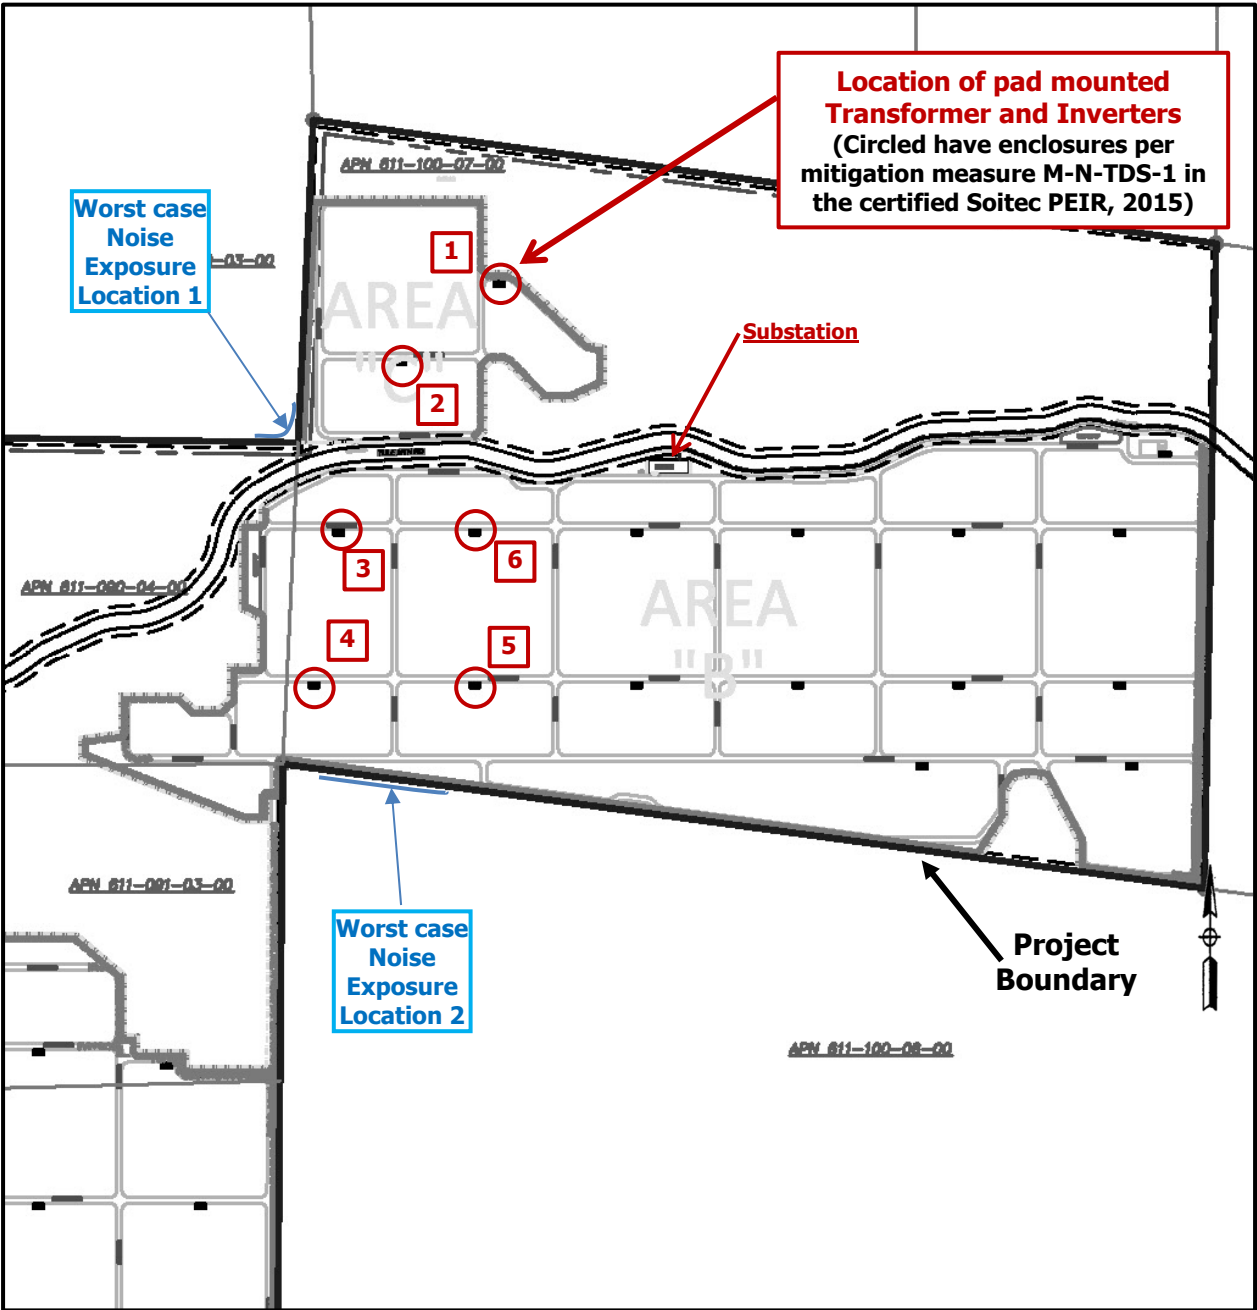 Location of pad mounted
Transformer and Inverters
(Circled have enclosures per
mitigation measure M-N-TDS-1 in
the certified Soitec PEIR, 2015)
APN 611-100-07-00
Worst case
Noise
Exposure
Location 1
-03-00
1
AREA
"C"
2
Substation
3
6
APN 611-090-04-00
AREA
"B"
4
5
APN 611-091-03-00
Worst case
Noise
Exposure
Location 2
Project
Boundary
APN 611-100-08-00